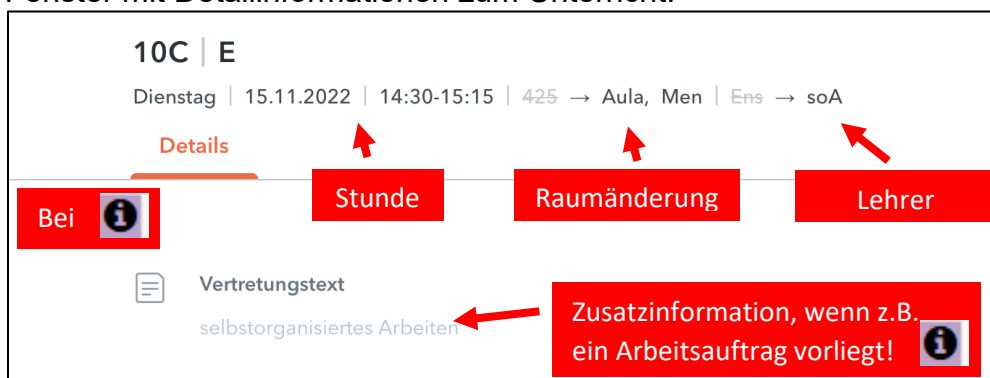 Fenster mit Detailinformationen zum Unterricht:
10C | E
Dienstag | 15.11.2022 | 14:30-15:15 | 425 → Aula, Men | Ens → soA
Details
Stunde
Raumänderung
Lehrer
Bei
Vertretungstext
selbstorganisiertes Arbeiten
Zusatzinformation, wenn z.B.
ein Arbeitsauftrag vorliegt!